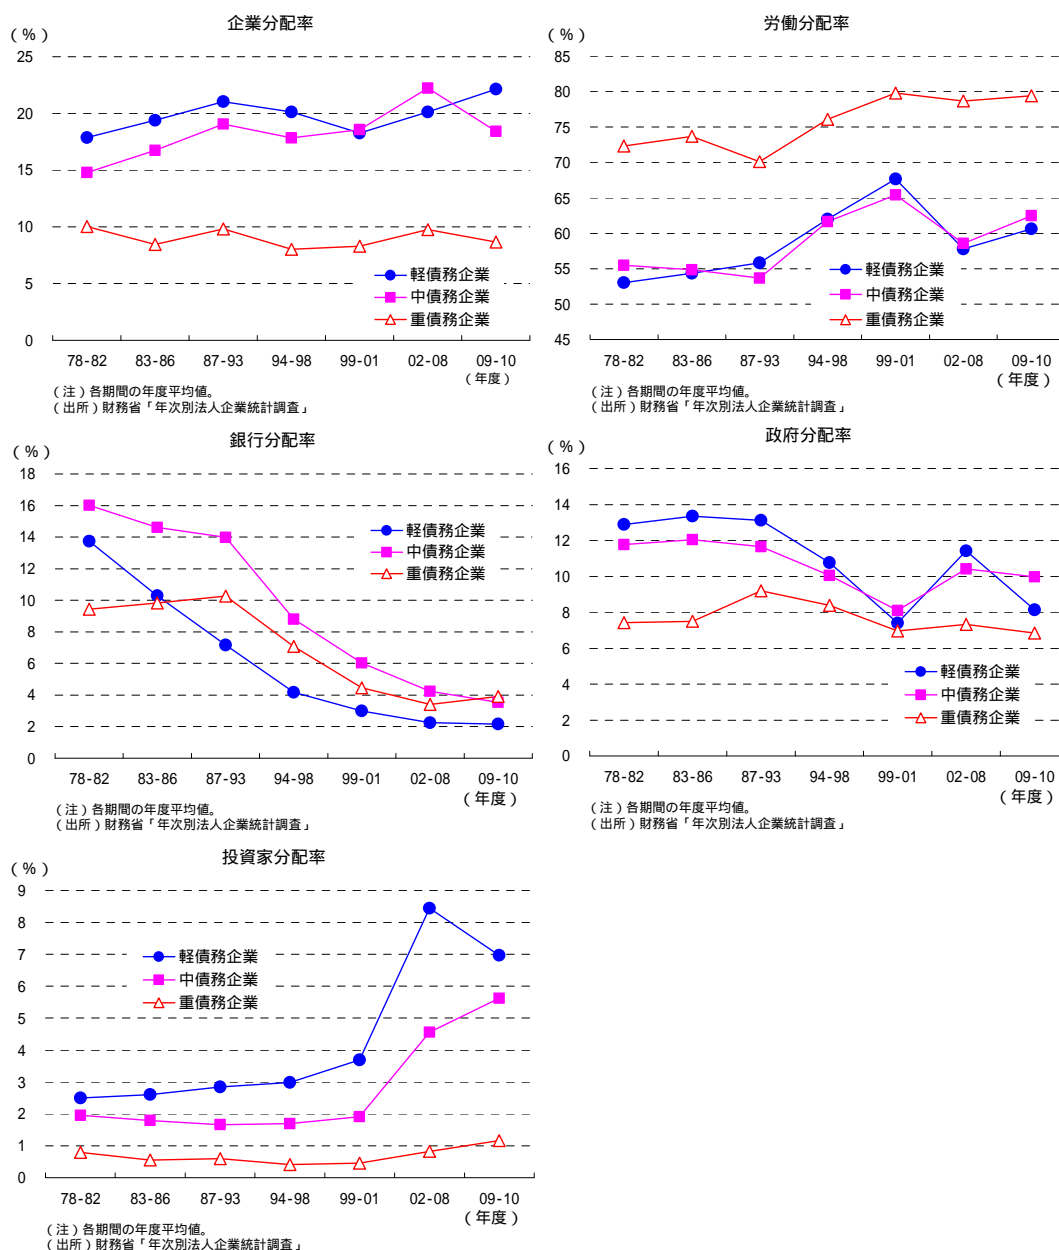 企業分配率
（％）
25
20
15
10
5
0
軽債務企業
中債務企業
重債務企業
78-82 83-86 87-93 94-98 99-01 02-08 09-10
（年度）
（注）各期間の年度平均値。
（出所）財務省「年次別法人企業統計調査」
労働分配率
（％）
85
80
75
70
65
60
55
50
45
軽債務企業
中債務企業
重債務企業
78-82 83-86 87-93 94-98 99-01 02-08 09-10
（年度）
（注）各期間の年度平均値。
（出所）財務省「年次別法人企業統計調査」
銀行分配率
（％）
18
16
14
12
10
8
6
4
2
0
軽債務企業
中債務企業
重債務企業
78-82 83-86 87-93 94-98 99-01 02-08 09-10
（年度）
（注）各期間の年度平均値。
（出所）財務省「年次別法人企業統計調査」
政府分配率
（％）
16
14
12
10
8
6
4
2
0
軽債務企業
中債務企業
重債務企業
78-82 83-86 87-93 94-98 99-01 02-08 09-10
（年度）
（注）各期間の年度平均値。
（出所）財務省「年次別法人企業統計調査」
投資家分配率
（％）
9
8
7
6
5
4
3
2
1
0
軽債務企業
中債務企業
重債務企業
78-82 83-86 87-93 94-98 99-01 02-08 09-10
（年度）
（注）各期間の年度平均値。
（出所）財務省「年次別法人企業統計調査」